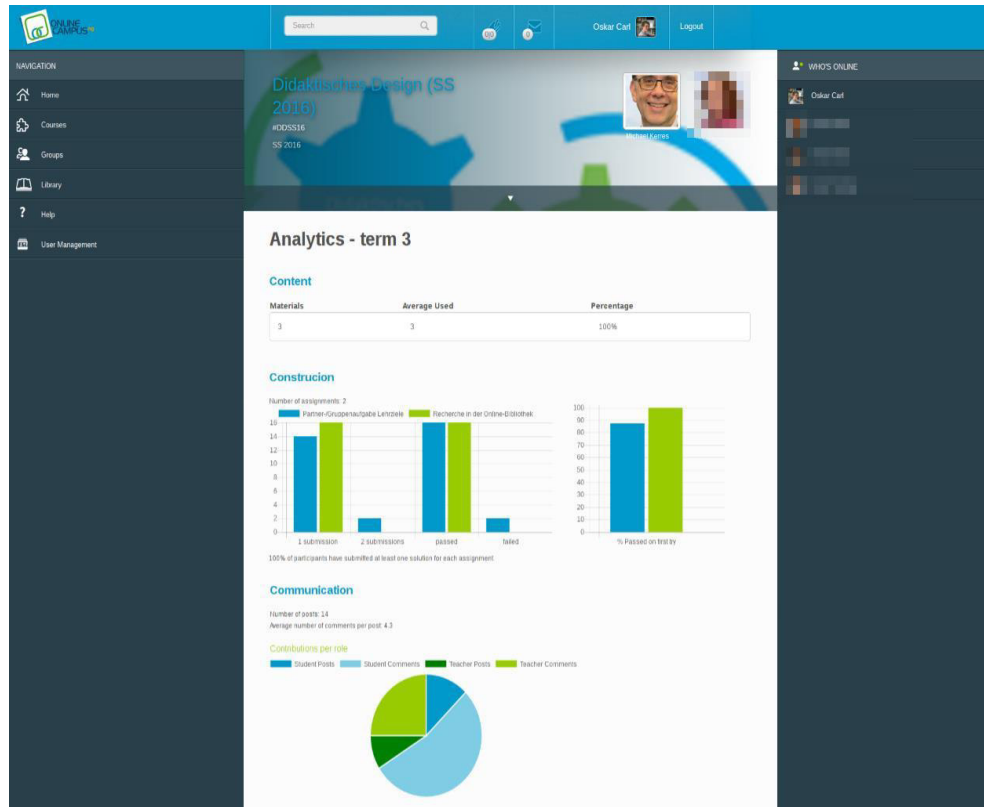 ONLINE
CAMPUS
Search
0/0
0
Oskar Carl
Logout
NAVIGATION
Home
Courses
Groups
Library
? Help
User Management
Didaktisches Design (SS
2016)
#DDSS16
SS 2016
Michael Kerres
Didaktisches
▼
WHO'S ONLINE
Oskar Carl
Analytics - term 3
Content
Materials Average Used Percentage
3 3 100%
Construcion
Number of assignments: 2
Partner-/Gruppenaufgabe Lehrziele Recherche in der Online-Bibliothek
16
14
12
10
8
6
4
2
0
1 submission 2 submissions passed failed
100
90
80
70
60
50
40
30
20
10
0
% Passed on first try
100% of participants have submitted at least one solution for each assignment
Communication
Number of posts: 14
Average number of comments per post: 4.3
Contributions per role
Student Posts Student Comments Teacher Posts Teacher Comments